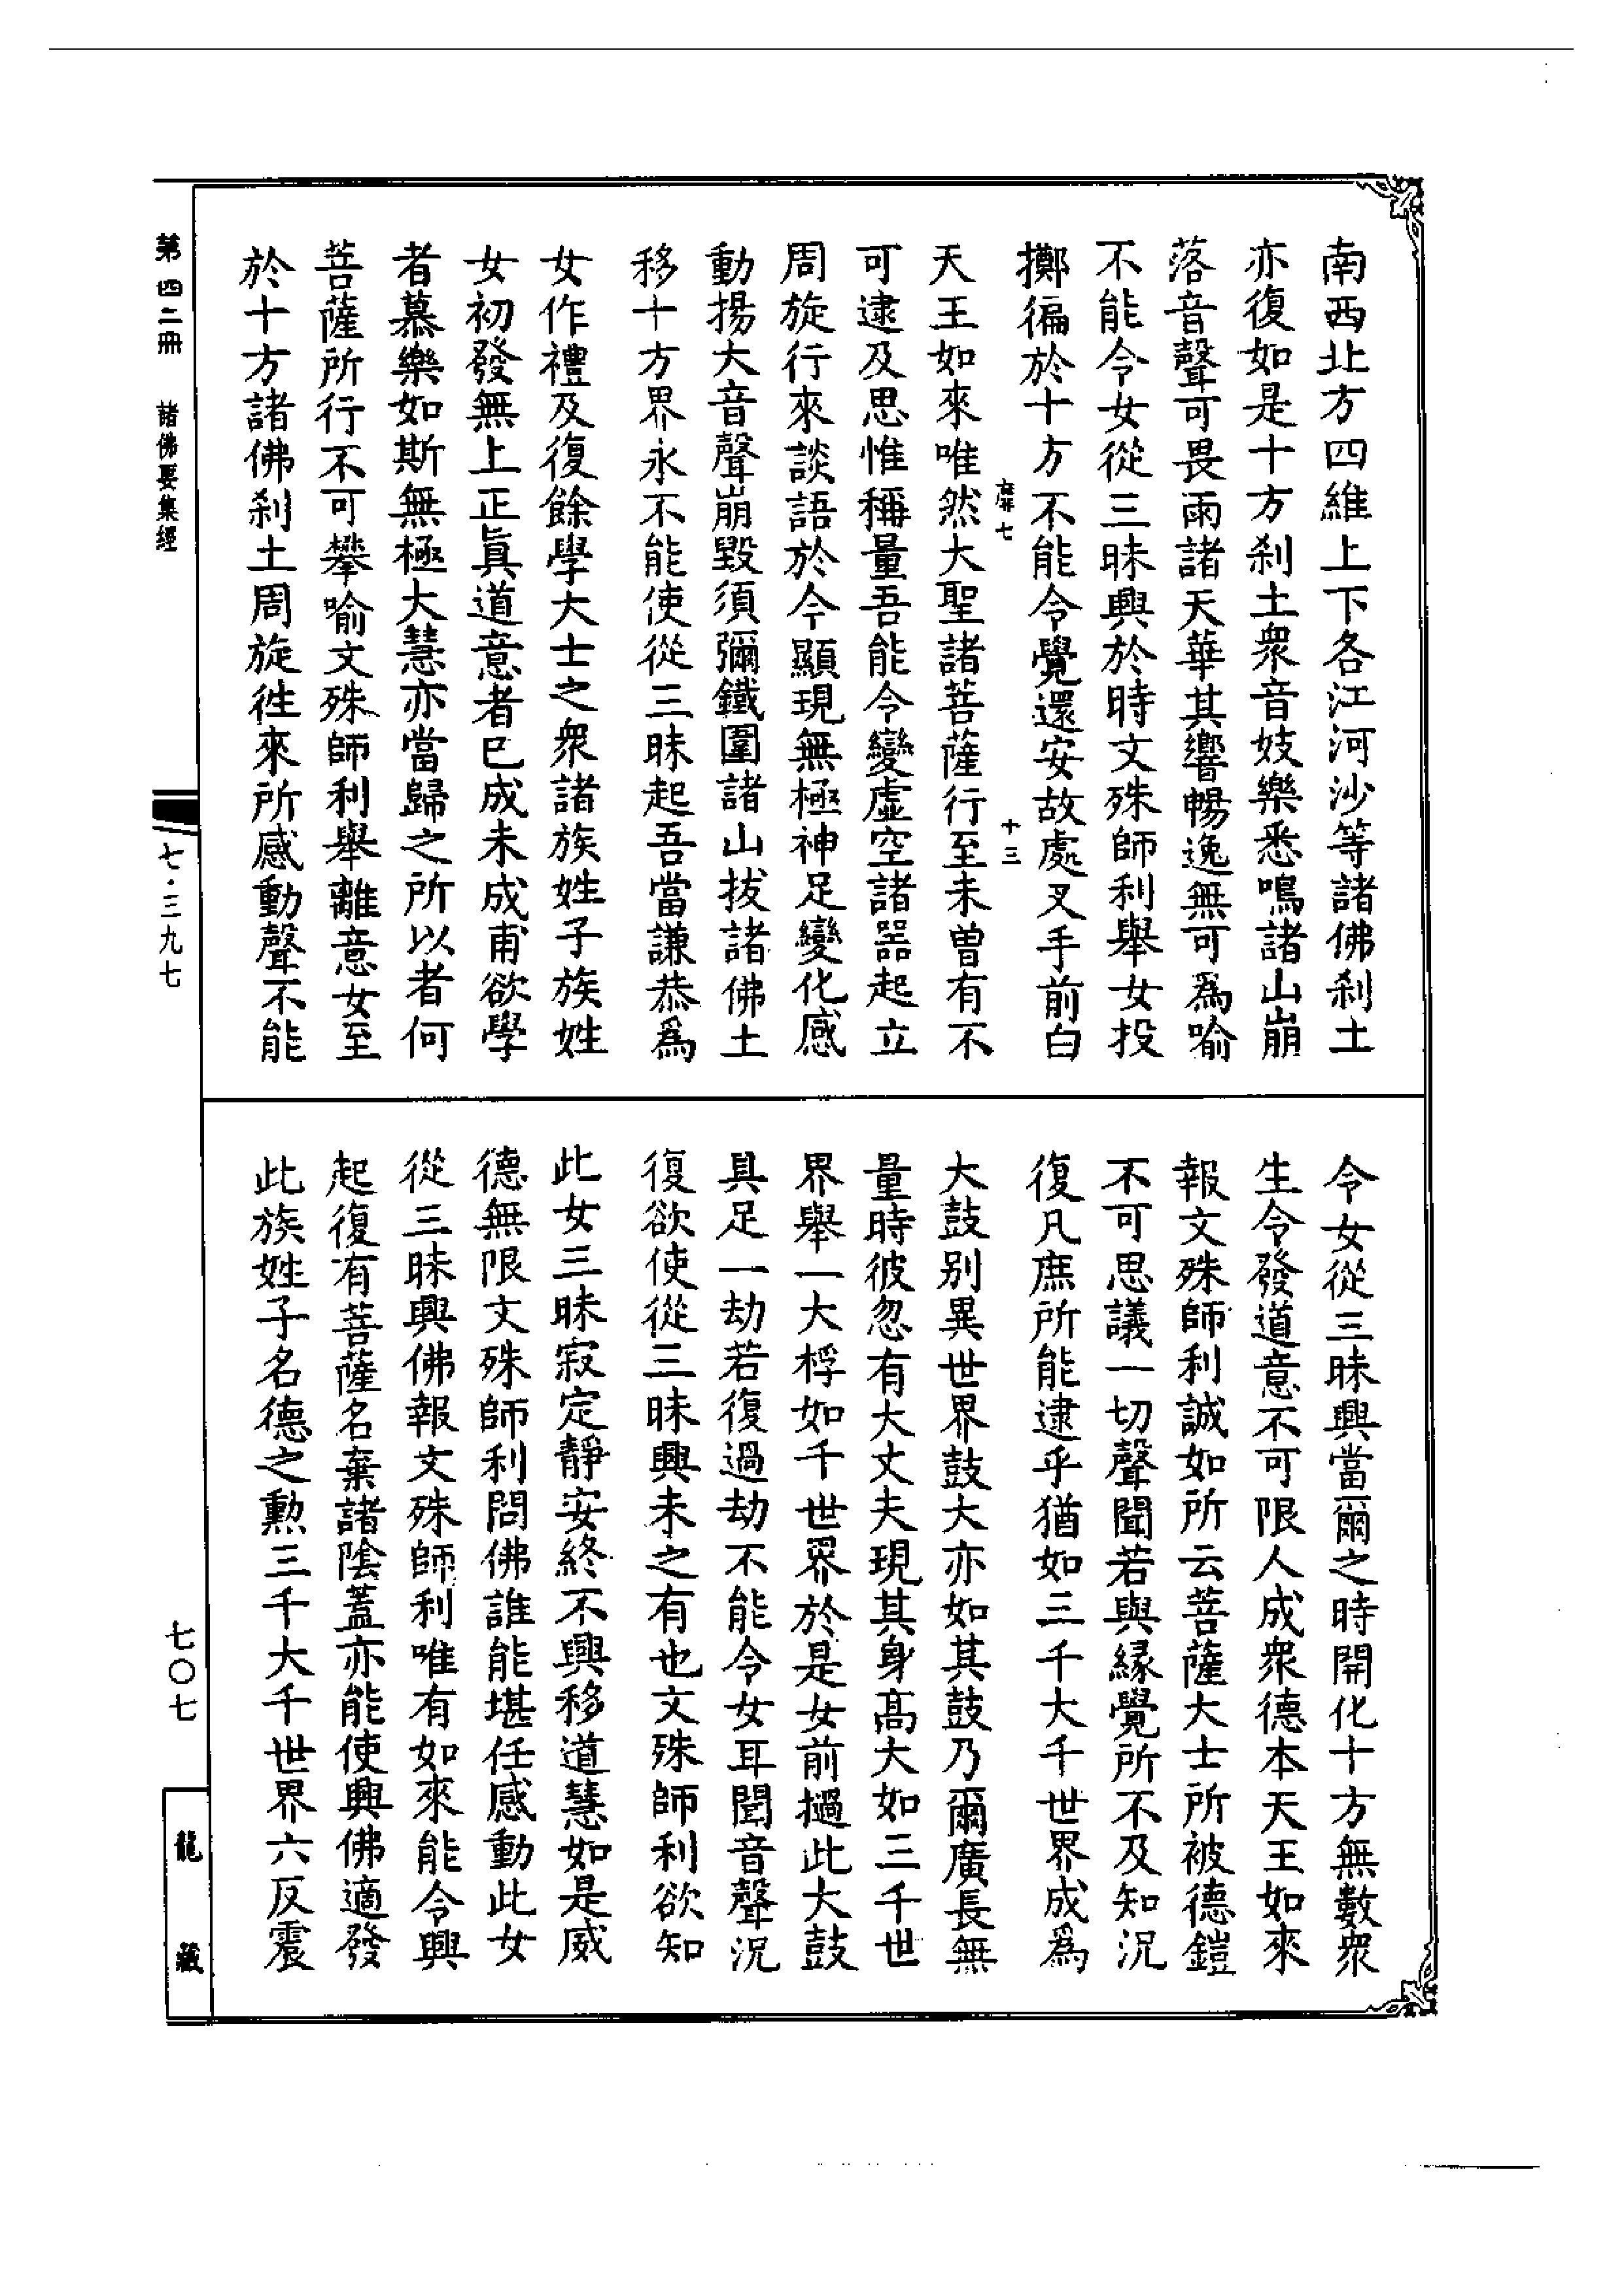 南西北方四維上下各江河沙等諸佛刹土
亦復如是十方刹土衆音妓樂悉鳴諸山崩
落音聲可畏雨諸天華其響暢逸無可爲喻
不能令女從三昧興於時文殊師利舉女投
擲徧於十方不能令覺還安故處叉手前白
㢘七 十三
天王如來唯然大聖諸菩薩行至未曽有不
可逮及思惟稱量吾能令變虛空諸器起立
周旋行來談語於今顯現無極神足變化感
動揚大音聲崩毀須彌鐵圍諸山拔諸佛土
移十方界永不能使從三昧起吾當謙恭爲
女作禮及復餘學大士之衆諸族姓子族姓
女初發無上正眞道意者已成未成甫欲學
者慕樂如斯無極大慧亦當歸之所以者何
菩薩所行不可攀喻文殊師利舉離意女至
於十方諸佛刹土周旋徃來所感動聲不能
令女從三昧興當爾之時開化十方無數衆
生令發道意不可限人成衆德本天王如來
報文殊師利誠如所云菩薩大士所被德鎧
不可思議一切聲聞若與縁覺所不及知況
復凡庶所能逮乎猶如三千大千世界成爲
大鼓别異世界鼓大亦如其鼓乃爾廣長無
量時彼忽有大丈夫現其身高大如三千世
界舉一大桴如千世界於是女前撾此大鼓
具足一劫若復過劫不能令女耳聞音聲況
復欲使從三昧興未之有也文殊師利欲知
此女三昧寂定靜安終不興移道慧如是威
德無限文殊師利問佛誰能堪任感動此女
從三昧興佛報文殊師利唯有如來能令興
起復有菩薩名棄諸陰蓋亦能使興佛適發
此族姓子名德之勲三千大千世界六反震
第四二冊 諸佛要集經
七·三九七
七〇七
龍藏